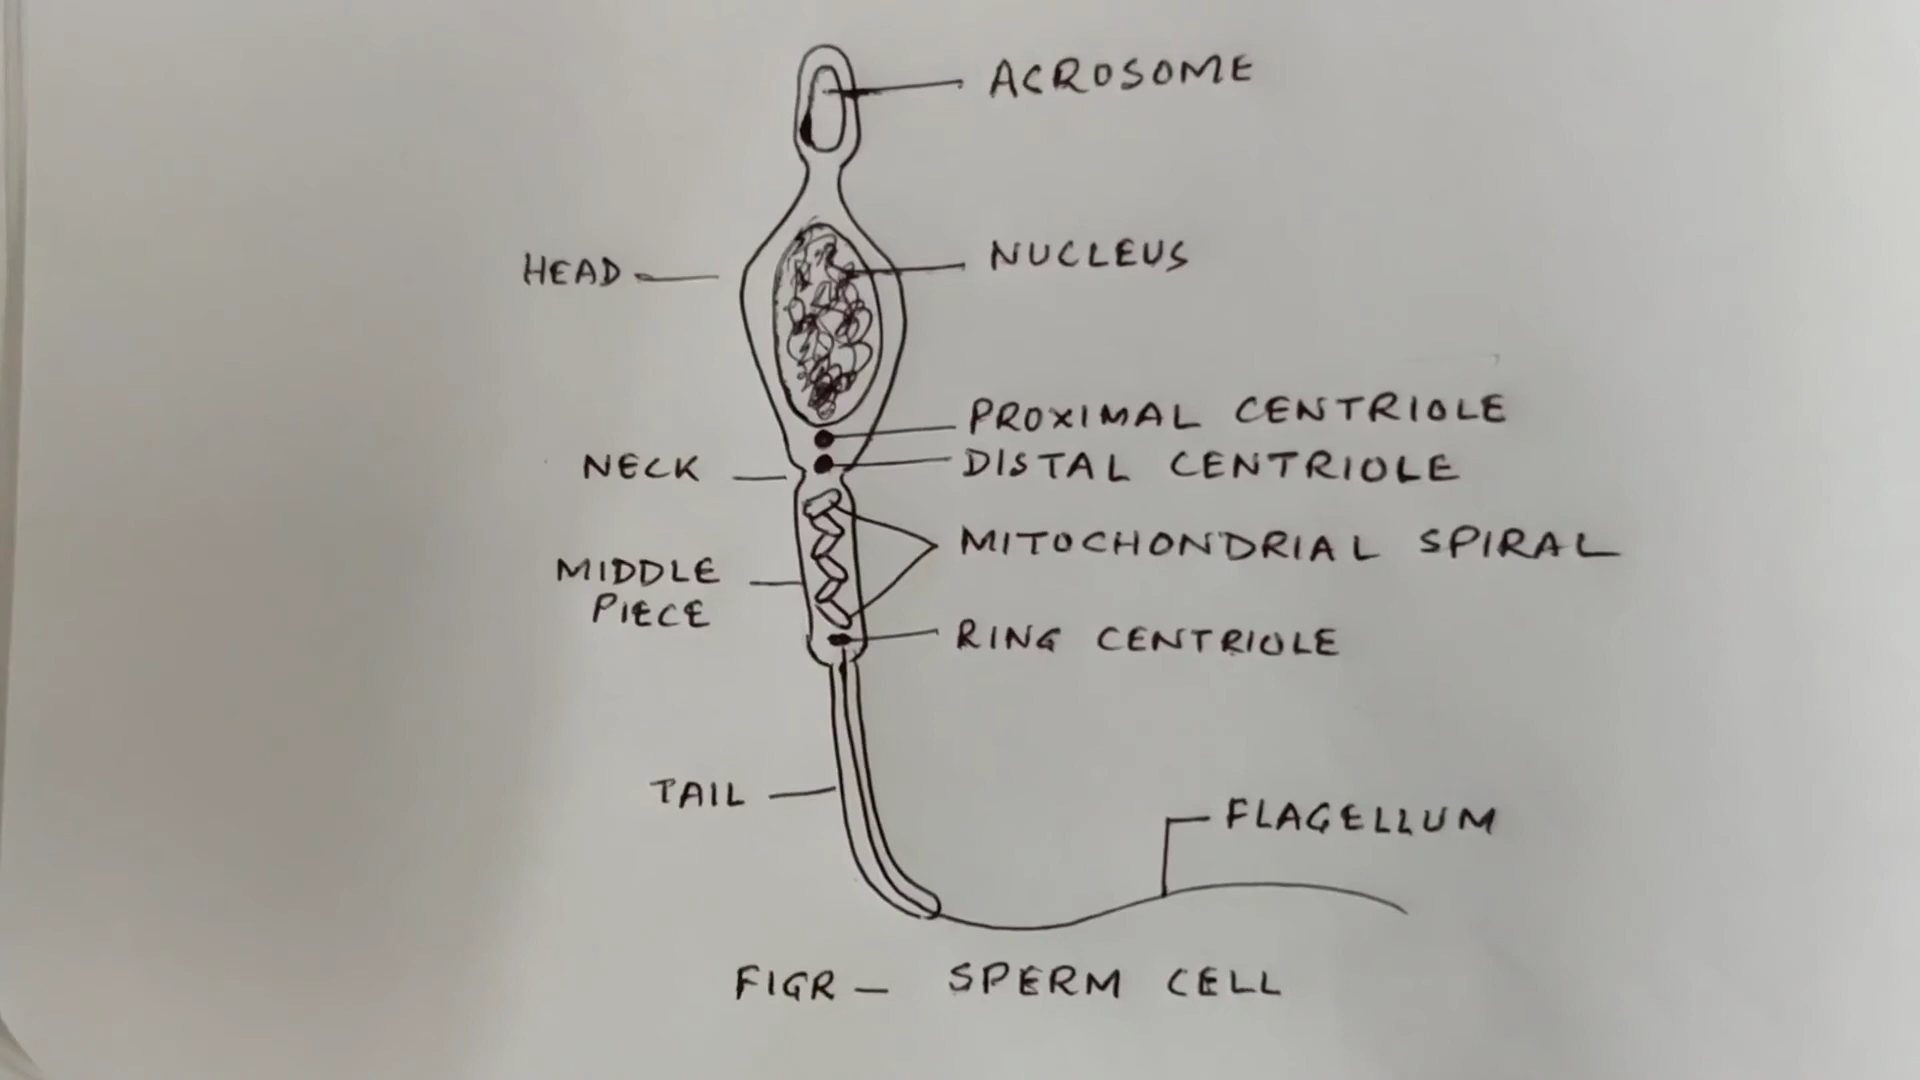 ACROSOME
NUCLEUS
HEAD
PROXIMAL CENTRIOLE
NECK
DISTAL CENTRIOLE
MITOCHONDRIAL SPIRAL
MIDDLE
PIECE
RING CENTRIOLE
TAIL
FLAGELLUM
FIGR – SPERM CELL